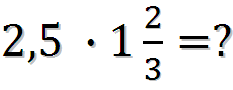 2,5 · 1 2/3 =?